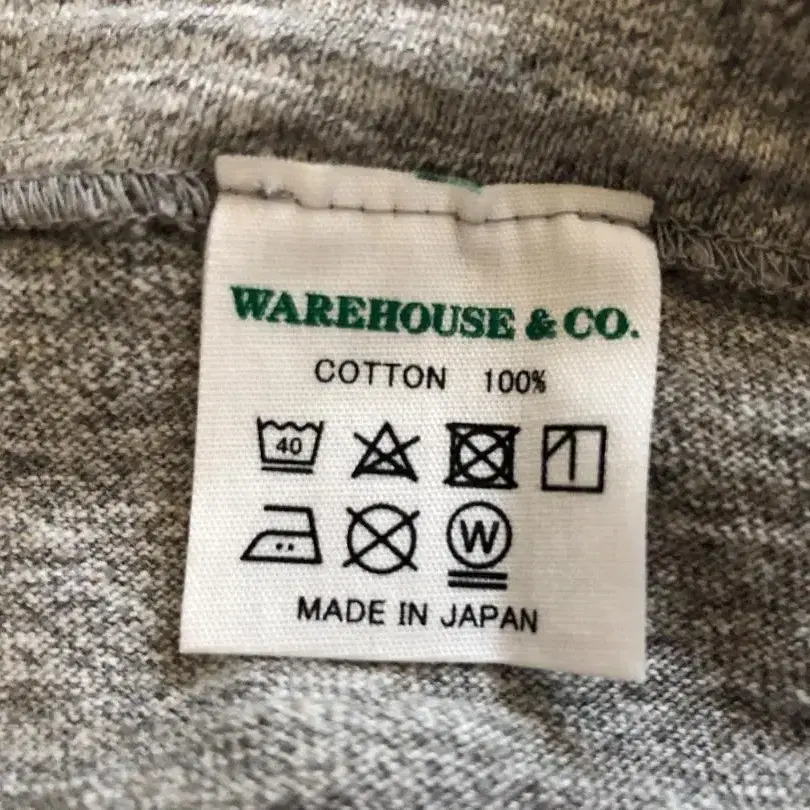 WAREHOUSE & CO.
COTTON 100%
40
W
MADE IN JAPAN